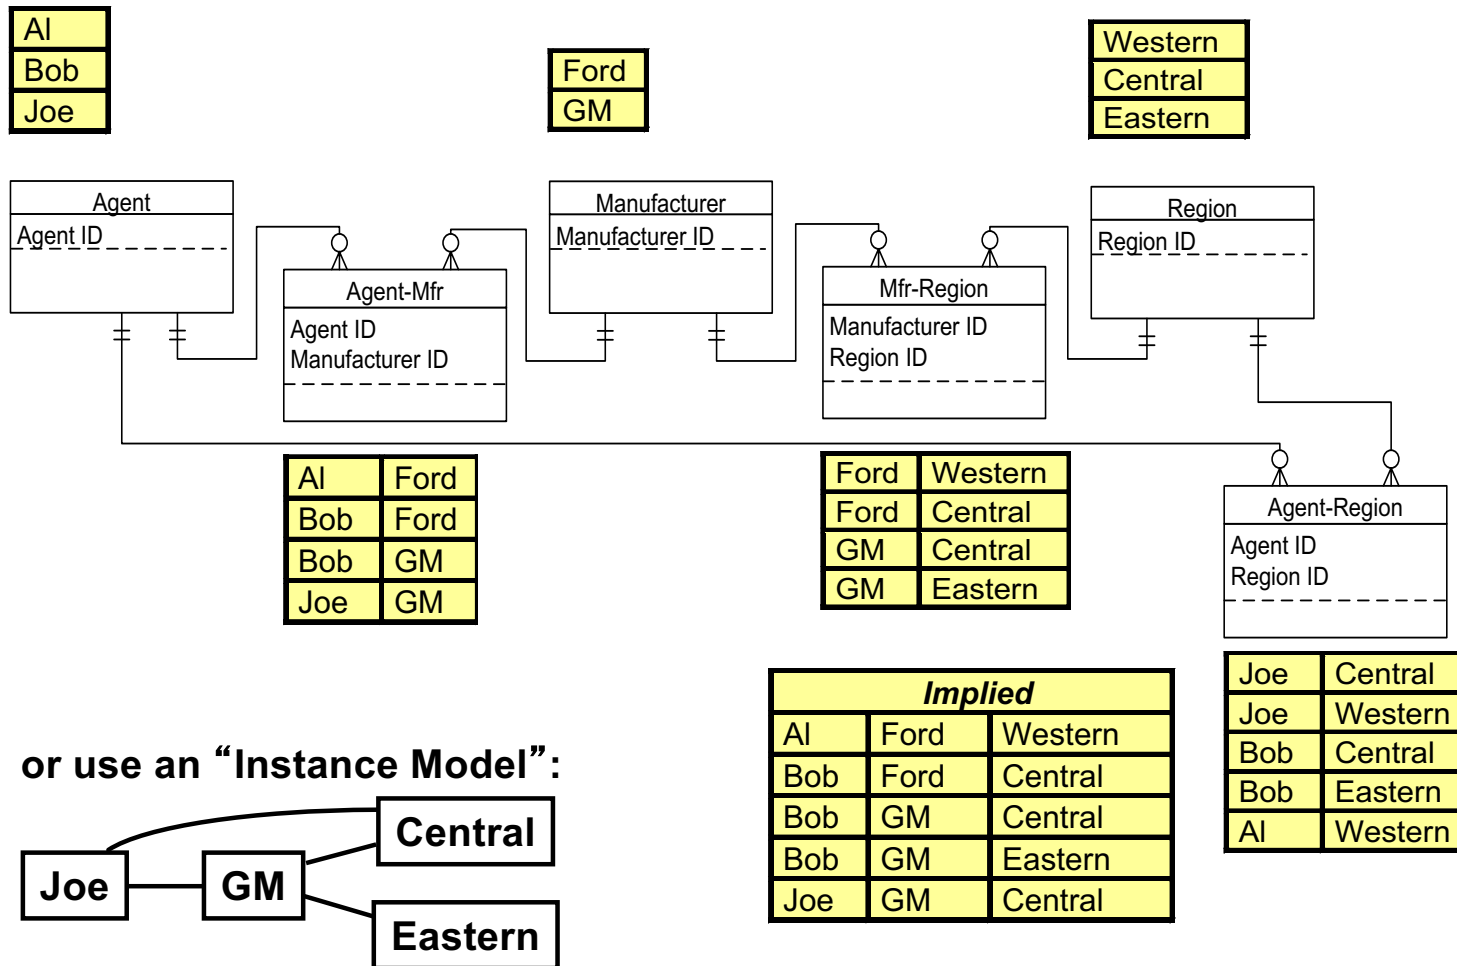 Al
Bob
Joe
Ford
GM
Western
Central
Eastern
Agent
Agent ID
Manufacturer
Manufacturer ID
Region
Region ID
Agent-Mfr
Agent ID
Manufacturer ID
Mfr-Region
Manufacturer ID
Region ID
Agent-Region
Agent ID
Region ID
Al Ford
Bob Ford
Bob GM
Joe GM
Ford Western
Ford Central
GM Central
GM Eastern
Joe Central
Joe Western
Bob Central
Bob Eastern
Al Western
Implied
Al Ford Western
Bob Ford Central
Bob GM Central
Bob GM Eastern
Joe GM Central
or use an “Instance Model”:
Central
Joe GM
Eastern